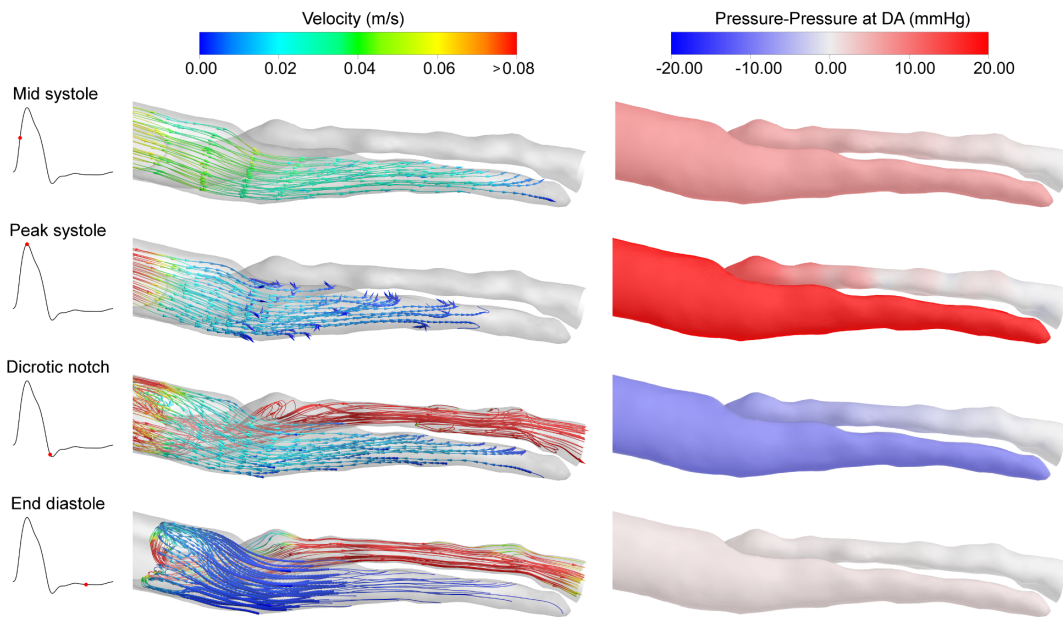 Velocity (m/s)
0.00 0.02 0.04 0.06 >0.08
Pressure-Pressure at DA (mmHg)
-20.00 -10.00 0.00 10.00 20.00
Mid systole
Peak systole
Dicrotic notch
End diastole